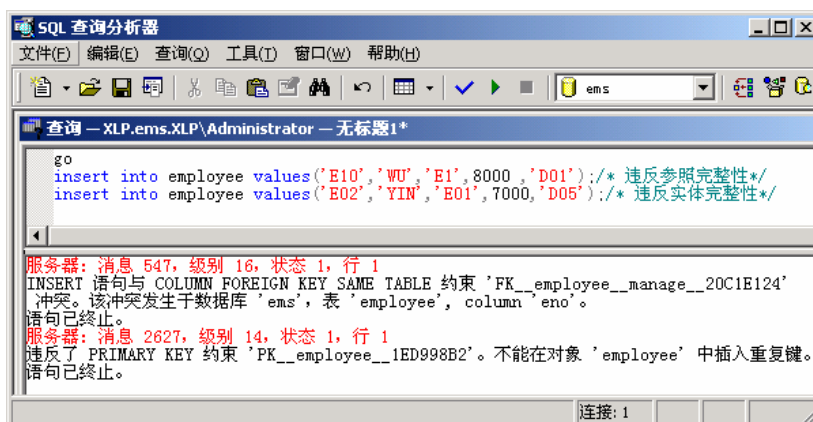 SQL 查询分析器
文件(F) 编辑(E) 查询(Q) 工具(T) 窗口(W) 帮助(H)
ems
查询 — XLP.ems.XLP\Administrator — 无标题1*
go
insert into employee values('E10','WU','E1',8000 ,'D01');/* 违反参照完整性*/
insert into employee values('E02','YIN','E01',7000,'D05');/* 违反实体完整性*/
服务器: 消息 547，级别 16，状态 1，行 1
INSERT 语句与 COLUMN FOREIGN KEY SAME TABLE 约束 'FK__employee__manage__20C1E124'
冲突。该冲突发生于数据库 'ems'，表 'employee', column 'eno'。
语句已终止。
服务器: 消息 2627，级别 14，状态 1，行 1
违反了 PRIMARY KEY 约束 'PK__employee__1ED998B2'。不能在对象 'employee' 中插入重复键。
语句已终止。
连接: 1